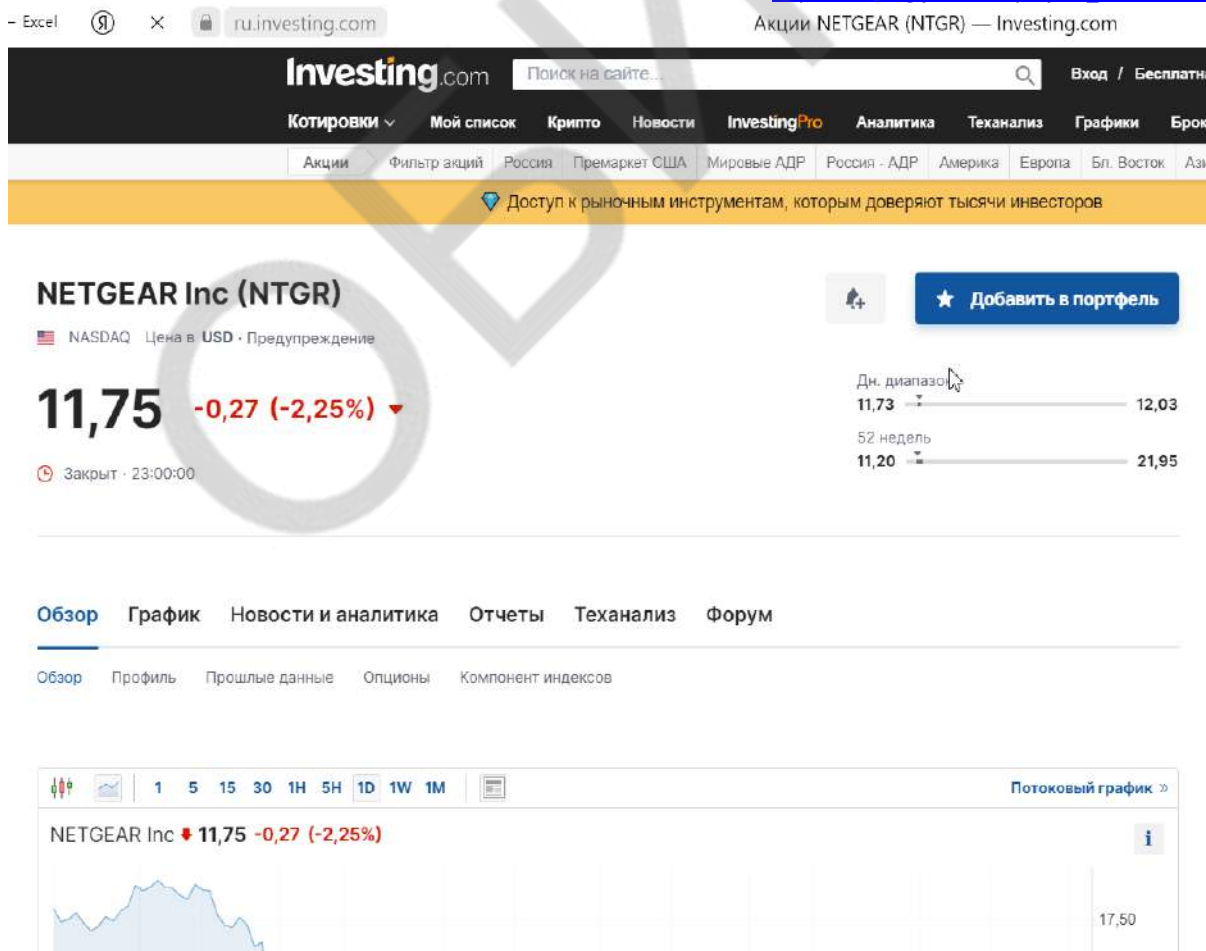 – Excel Я ru.investing.com Акции NETGEAR (NTGR) — Investing.com
Investing.com Поиск на сайте... Вход / Бесплатна
Котировки Мой список Крипто Новости InvestingPro Аналитика Теханализ Графики Брок
Акции Фильтр акций Россия Премаркет США Мировые АДР Россия - АДР Америка Европа Бл. Восток Ази
Доступ к рыночным инструментам, которым доверяют тысячи инвесторов
NETGEAR Inc (NTGR)
Добавить в портфель
NASDAQ Цена в USD · Предупреждение
11,75 -0,27 (-2,25%)
Дн. диапазон
11,73 12,03
52 недель
11,20 21,95
Закрыт · 23:00:00
Обзор График Новости и аналитика Отчеты Теханализ Форум
Обзор Профиль Прошлые данные Опционы Компонент индексов
1 5 15 30 1H 5H 1D 1W 1M Потоковый график »
NETGEAR Inc 11,75 -0,27 (-2,25%) i
17,50